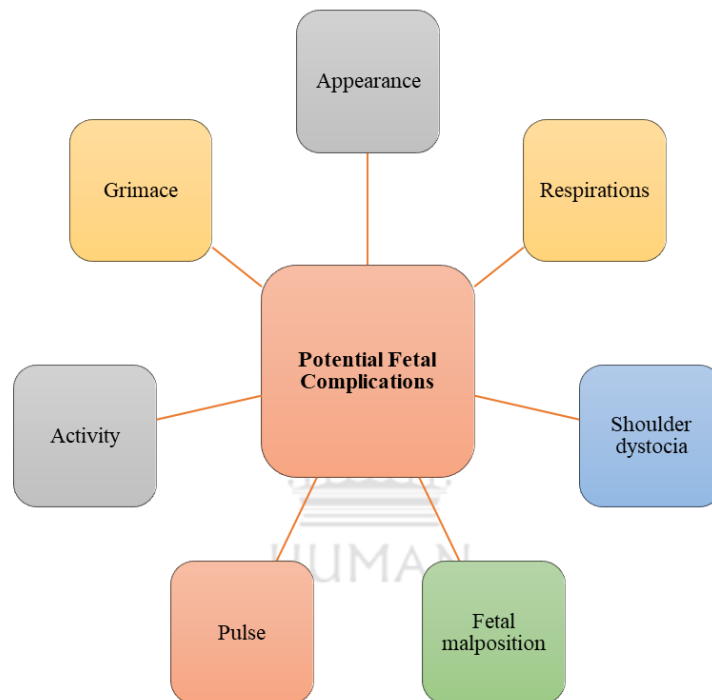 Appearance
Grimace
Respirations
Potential Fetal
Complications
Activity
Shoulder
dystocia
HUMAN
Pulse
Fetal
malposition